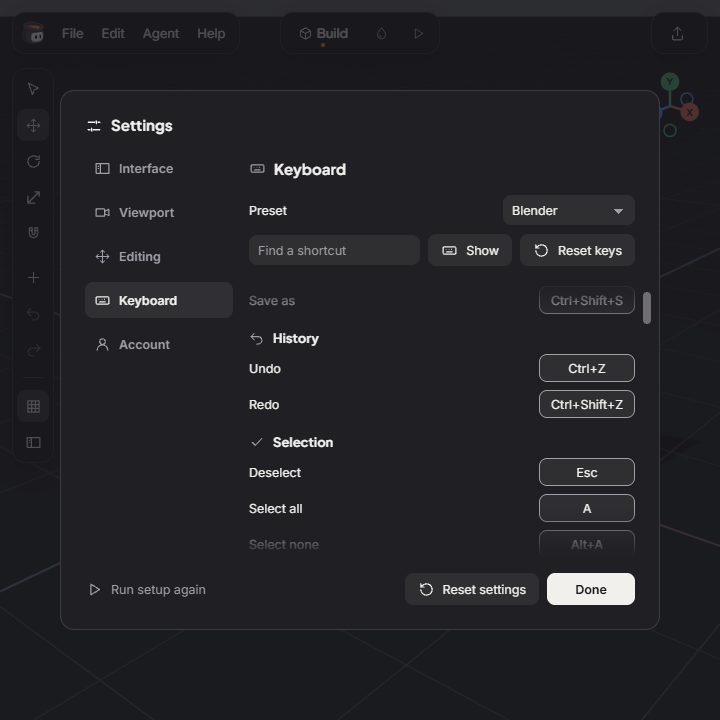 File Edit Agent Help
Build
Y
X
Settings
Interface
Viewport
Editing
Keyboard
Account
Keyboard
Preset
Blender
Find a shortcut
Show
Reset keys
Save as
Ctrl+Shift+S
History
Undo
Ctrl+Z
Redo
Ctrl+Shift+Z
Selection
Deselect
Esc
Select all
A
Select none
Alt+A
Run setup again
Reset settings
Done